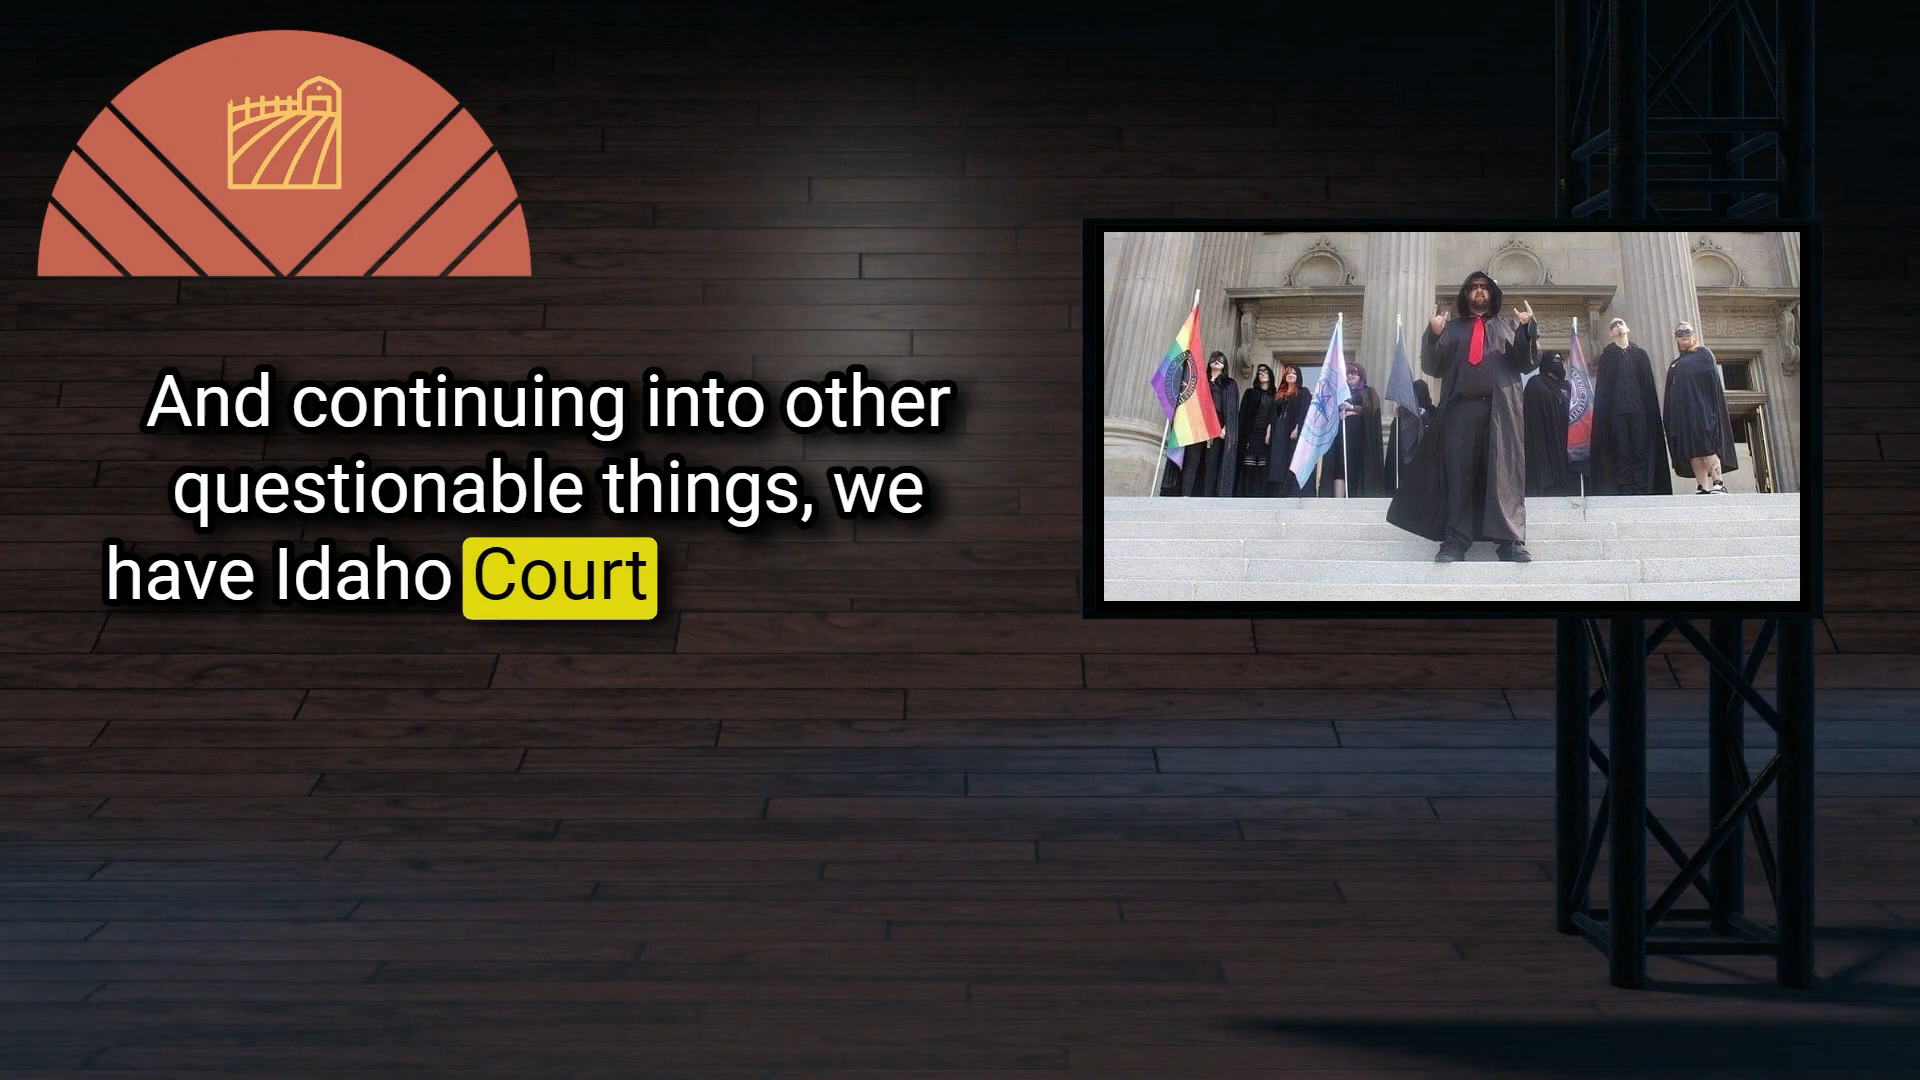 And continuing into other
questionable things, we
have Idaho Court